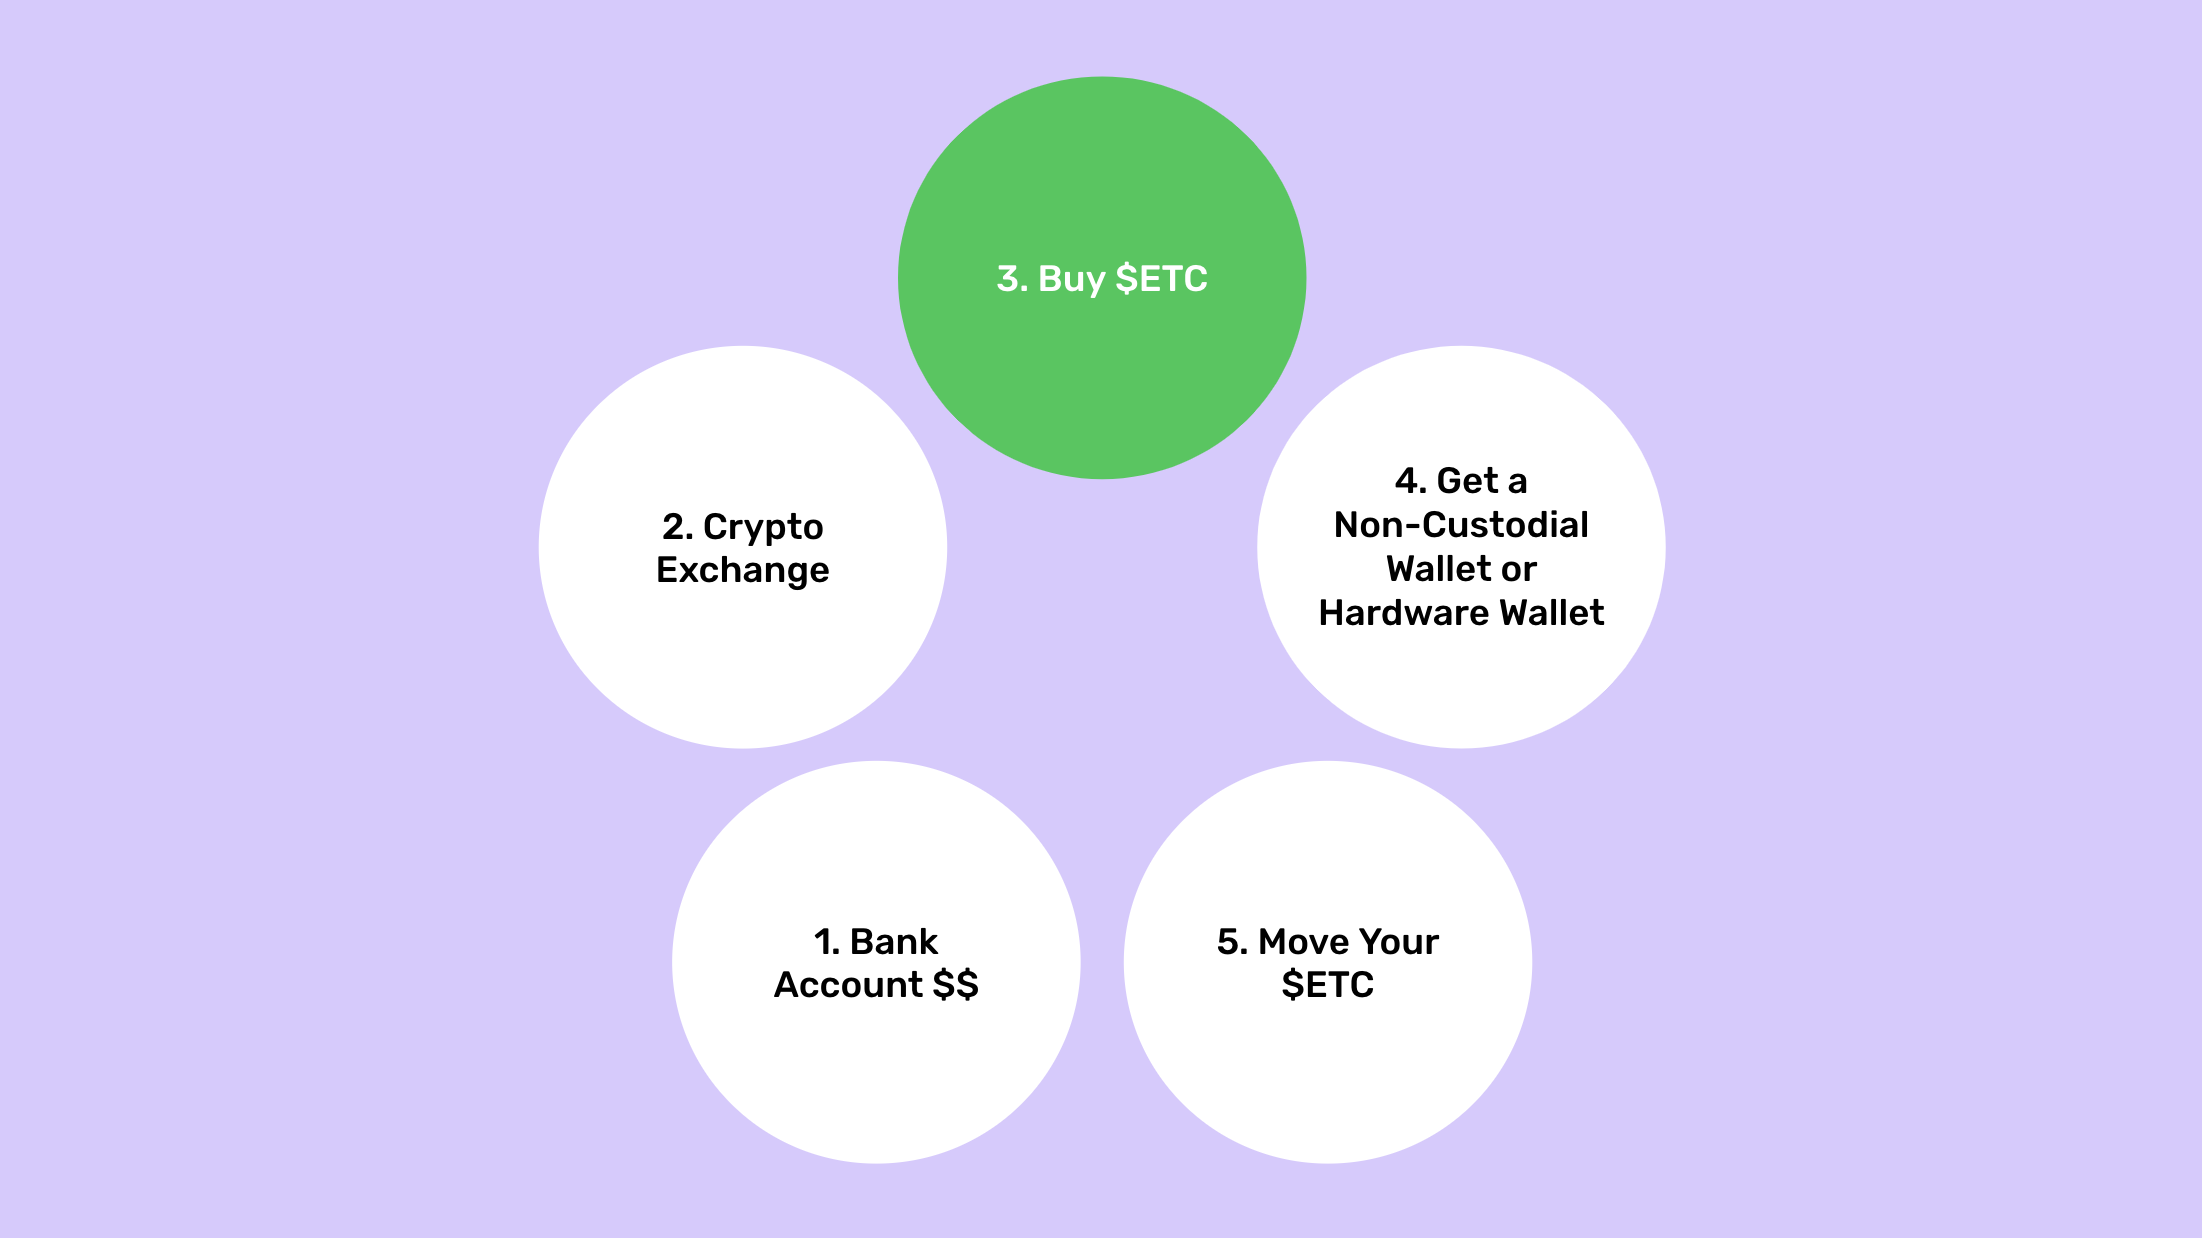 3. Buy $ETC
2. Crypto
Exchange
4. Get a
Non-Custodial
Wallet or
Hardware Wallet
1. Bank
Account $$
5. Move Your
$ETC